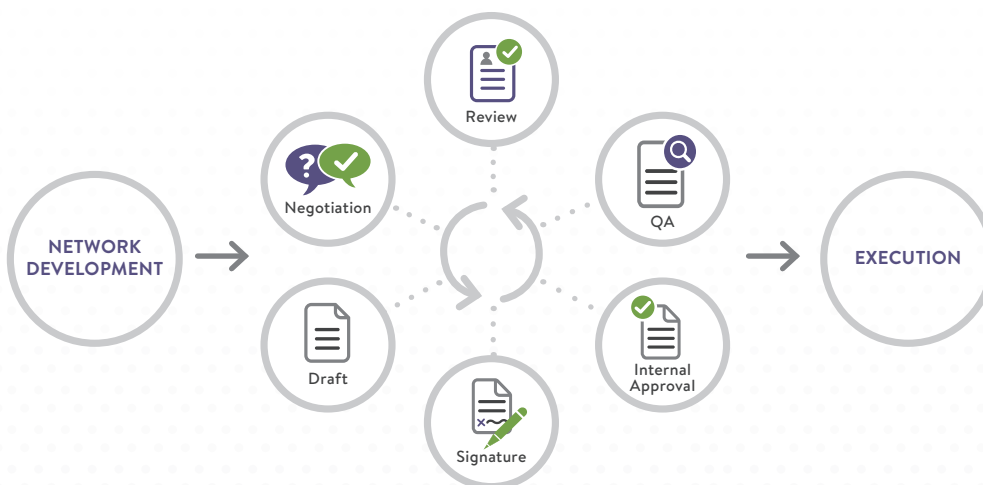 Review
?
Negotiation
QA
NETWORK
DEVELOPMENT
EXECUTION
Draft
Internal
Approval
x
Signature